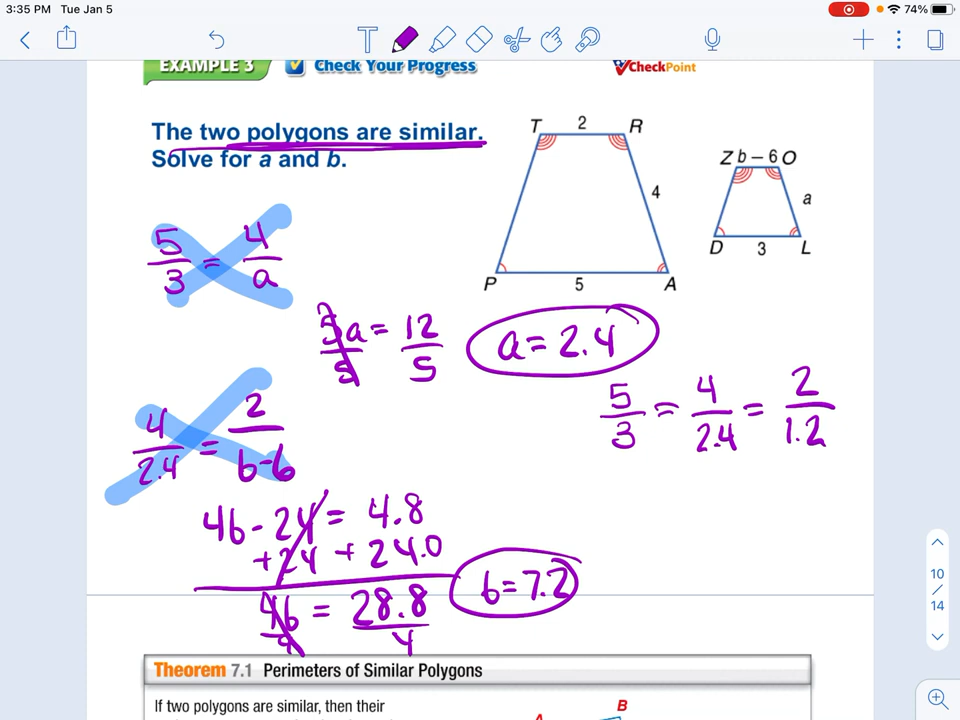 3:35 PM Tue Jan 5
74%
T
EXAMPLE 3 Check Your Progress
CheckPoint
The two polygons are similar.
Solve for a and b.
T 2 R
4
P 5 A
Z b – 6 O
a
D 3 L
5/3 = 4/a
5a/5 = 12/5
a = 2.4
5/3 = 4/2.4 = 2/1.2
4/2.4 = 2/b-6
4b - 24 = 4.8
+24 + 24.0
4b/4 = 28.8/4
b = 7.2
10
/
14
Theorem 7.1 Perimeters of Similar Polygons
If two polygons are similar, then their
A
B